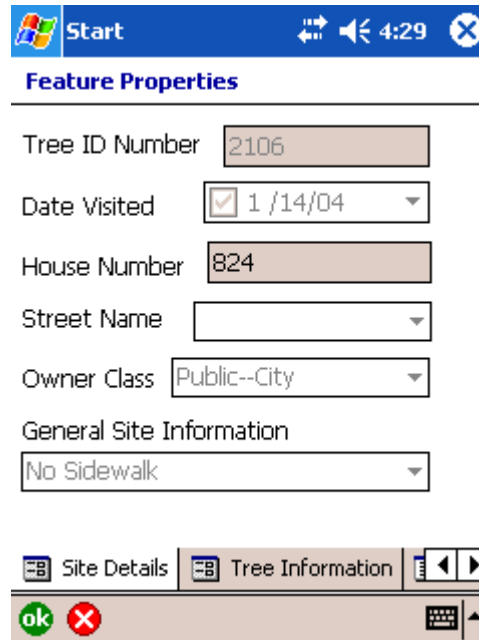 Start 4:29
Feature Properties
Tree ID Number 2106
Date Visited 1 /14/04
House Number 824
Street Name
Owner Class Public--City
General Site Information
No Sidewalk
Site Details Tree Information
ok